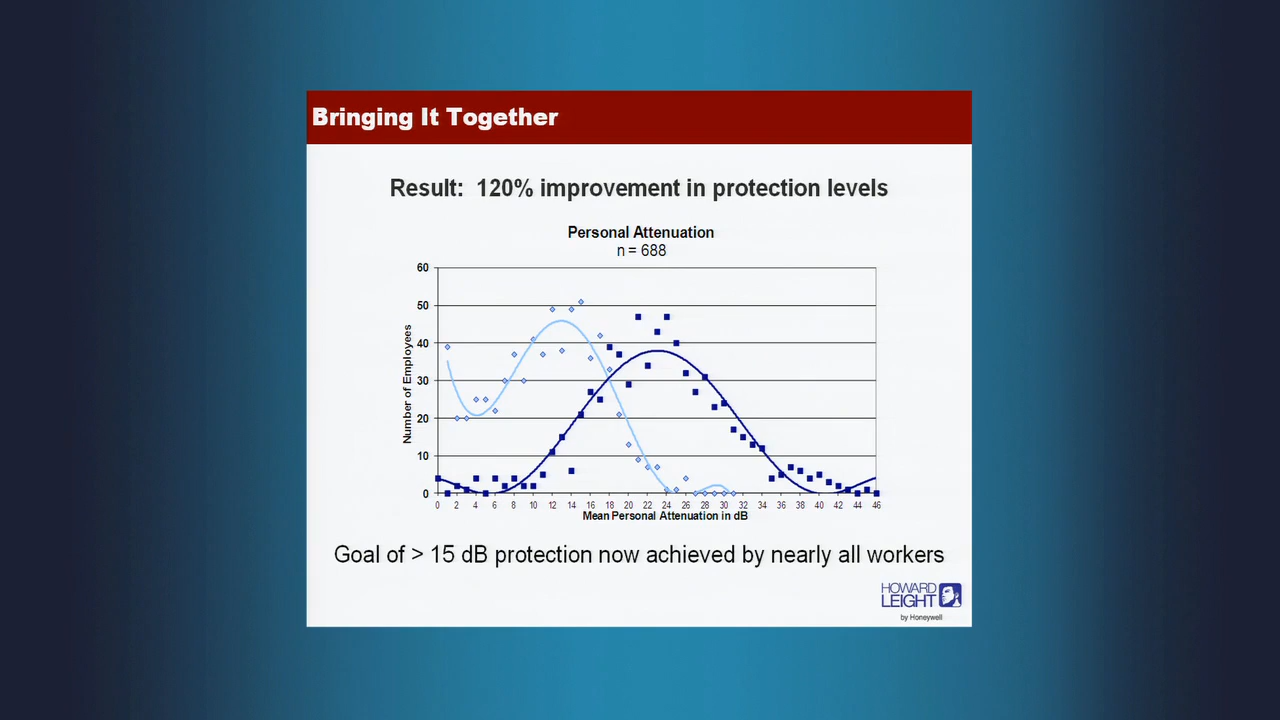 Bringing It Together
Result: 120% improvement in protection levels
Personal Attenuation
n = 688
60
50
40
30
20
10
0
Number of Employees
0 2 4 6 8 10 12 14 16 18 20 22 24 26 28 30 32 34 36 38 40 42 44 46
Mean Personal Attenuation in dB
Goal of > 15 dB protection now achieved by nearly all workers
HOWARD
LEIGHT
by Honeywell